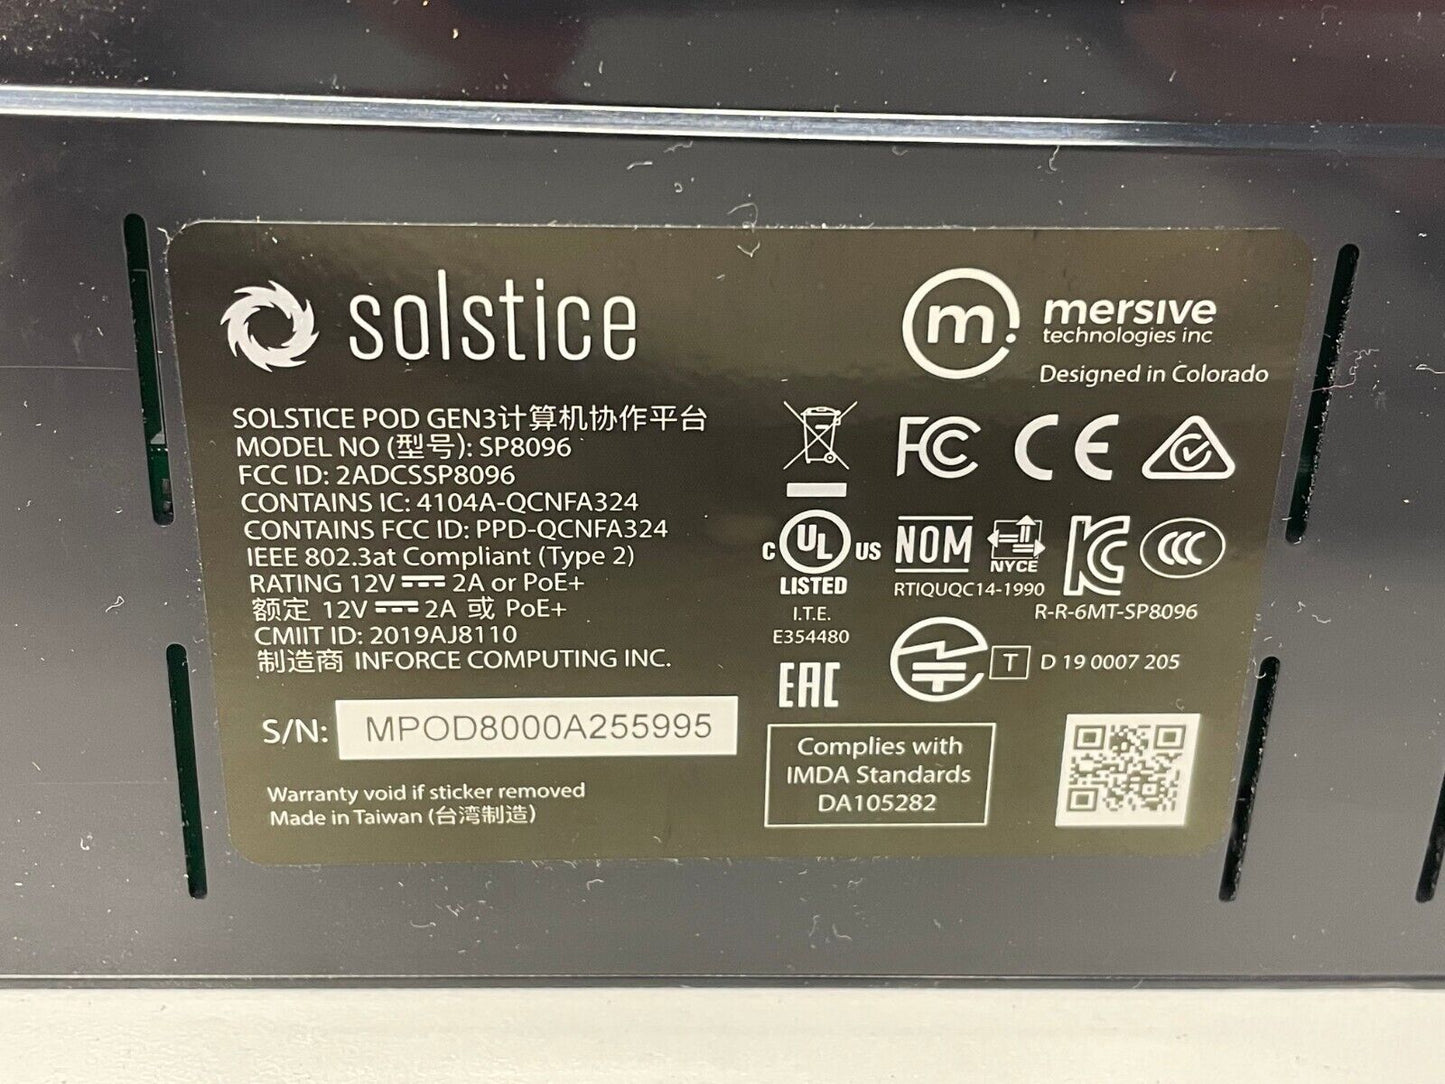 solstice
SOLSTICE POD GEN3计算机协作平台
MODEL NO (型号): SP8096
FCC ID: 2ADCSSP8096
CONTAINS IC: 4104A-QCNFA324
CONTAINS FCC ID: PPD-QCNFA324
IEEE 802.3at Compliant (Type 2)
RATING 12V 2A or PoE+
额定 12V 2A 或 PoE+
CMIIT ID: 2019AJ8110
制造商 INFORCE COMPUTING INC.
S/N: MPOD8000A255995
Warranty void if sticker removed
Made in Taiwan (台湾制造)
m. mersive
technologies inc
Designed in Colorado
FC CE
C UL US
LISTED
I.T.E.
E354480
NOM NYCE
RTIQUQC14-1990
KC CCC
R-R-6MT-SP8096
EAC
T D 19 0007 205
Complies with
IMDA Standards
DA105282